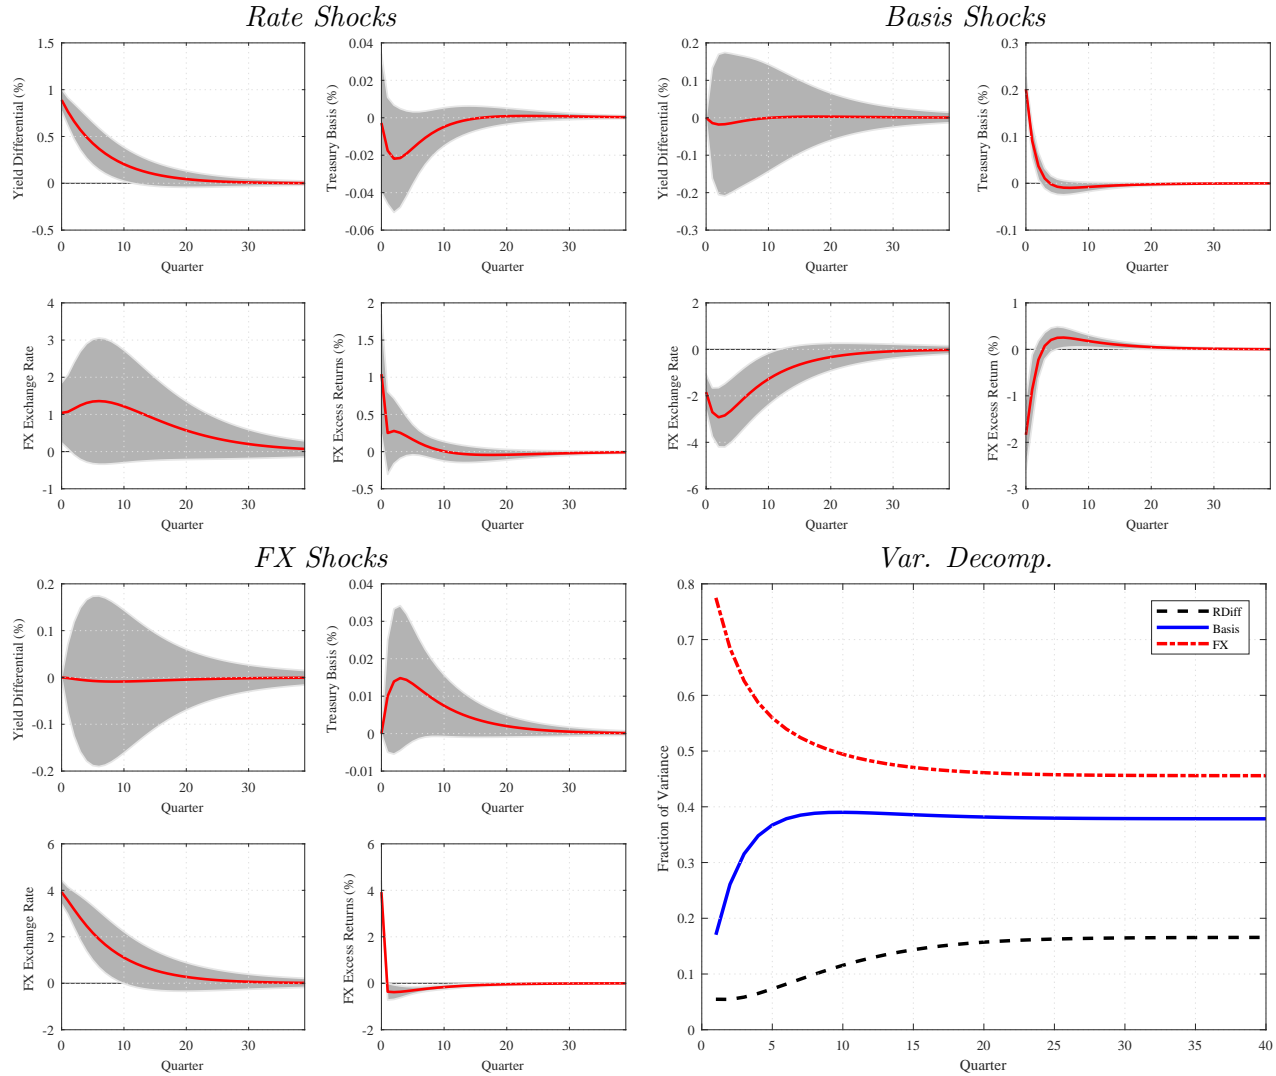 Rate Shocks
Basis Shocks
1.5
1
0.5
0
-0.5
Yield Differential (%)
0 10 20 30
Quarter
0.04
0.02
0
-0.02
-0.04
-0.06
Treasury Basis (%)
0 10 20 30
Quarter
0.2
0.1
0
-0.1
-0.2
-0.3
Yield Differential (%)
0 10 20 30
Quarter
0.3
0.2
0.1
0
-0.1
Treasury Basis (%)
0 10 20 30
Quarter
4
3
2
1
0
-1
FX Exchange Rate
0 10 20 30
Quarter
2
1.5
1
0.5
0
-0.5
FX Excess Returns (%)
0 10 20 30
Quarter
2
0
-2
-4
-6
FX Exchange Rate
0 10 20 30
Quarter
1
0
-1
-2
-3
FX Excess Return (%)
0 10 20 30
Quarter
FX Shocks
Var. Decomp.
0.2
0.1
0
-0.1
-0.2
Yield Differential (%)
0 10 20 30
Quarter
0.04
0.03
0.02
0.01
0
-0.01
Treasury Basis (%)
0 10 20 30
Quarter
6
4
2
0
-2
FX Exchange Rate
0 10 20 30
Quarter
6
4
2
0
-2
FX Excess Returns (%)
0 10 20 30
Quarter
0.8
0.7
0.6
0.5
0.4
0.3
0.2
0.1
0
Fraction of Variance
RDiff
Basis
FX
0 5 10 15 20 25 30 35 40
Quarter